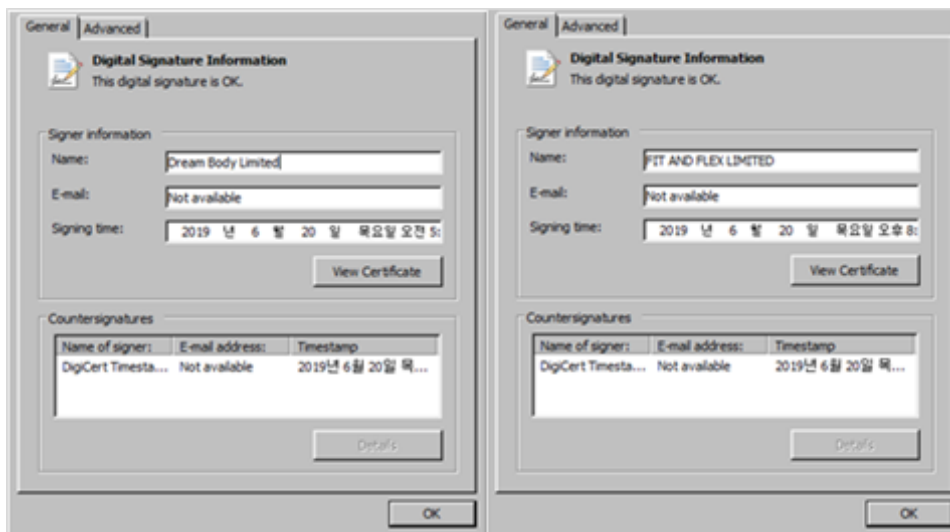 General Advanced
Digital Signature Information
This digital signature is OK.
Signer information
Name: Dream Body Limited
E-mail: Not available
Signing time: 2019 년 6 월 20 일 목요일 오전 5:
View Certificate
Countersignatures
Name of signer: E-mail address: Timestamp
DigiCert Timesta... Not available 2019년 6월 20일 목...
Details
OK
General Advanced
Digital Signature Information
This digital signature is OK.
Signer information
Name: FIT AND FLEX LIMITED
E-mail: Not available
Signing time: 2019 년 6 월 20 일 목요일 오후 8:
View Certificate
Countersignatures
Name of signer: E-mail address: Timestamp
DigiCert Timesta... Not available 2019년 6월 20일 목...
Details
OK